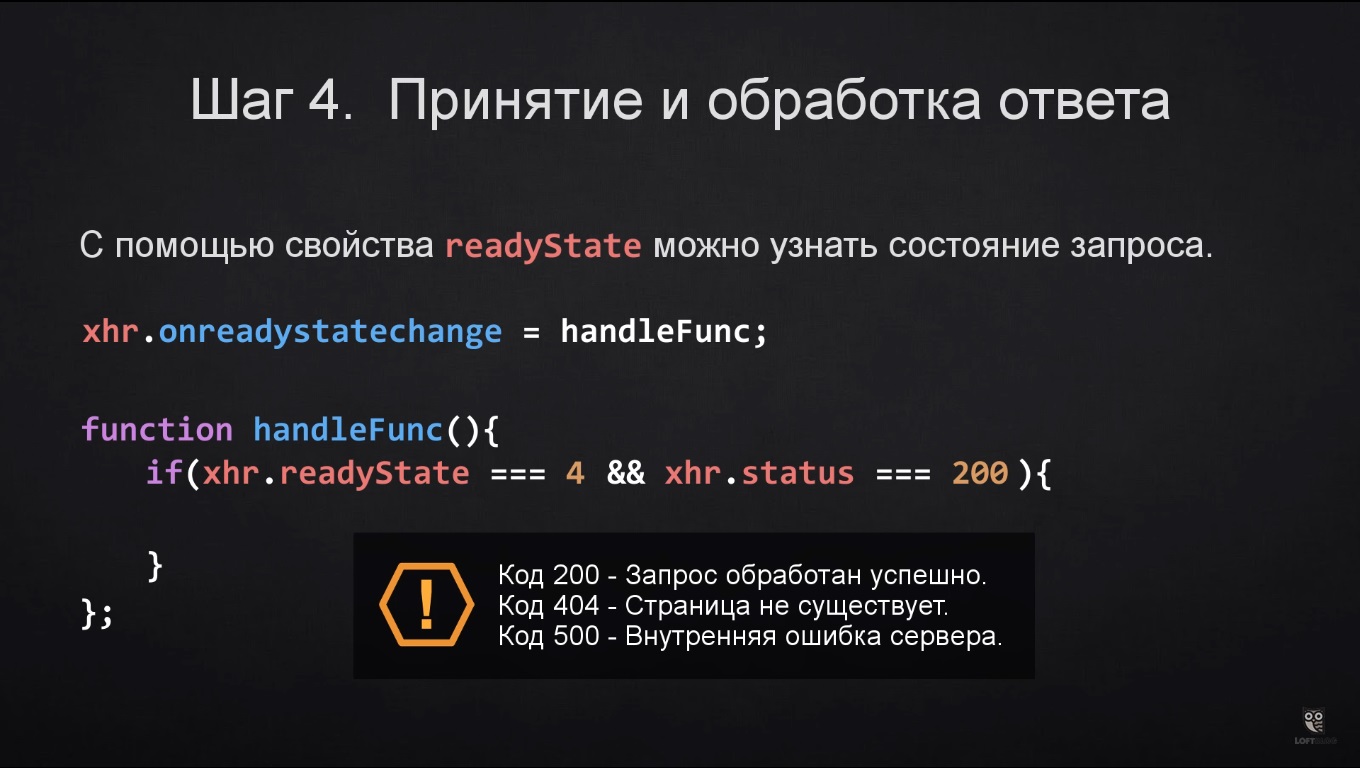 Шаг 4.  Принятие и обработка ответа
С помощью свойства readyState можно узнать состояние запроса.
xhr.onreadystatechange = handleFunc;
function handleFunc(){
if(xhr.readyState === 4 && xhr.status === 200 ){
}
};
!
Код 200 - Запрос обработан успешно.
Код 404 - Страница не существует.
Код 500 - Внутренняя ошибка сервера.
LOFTBLOG